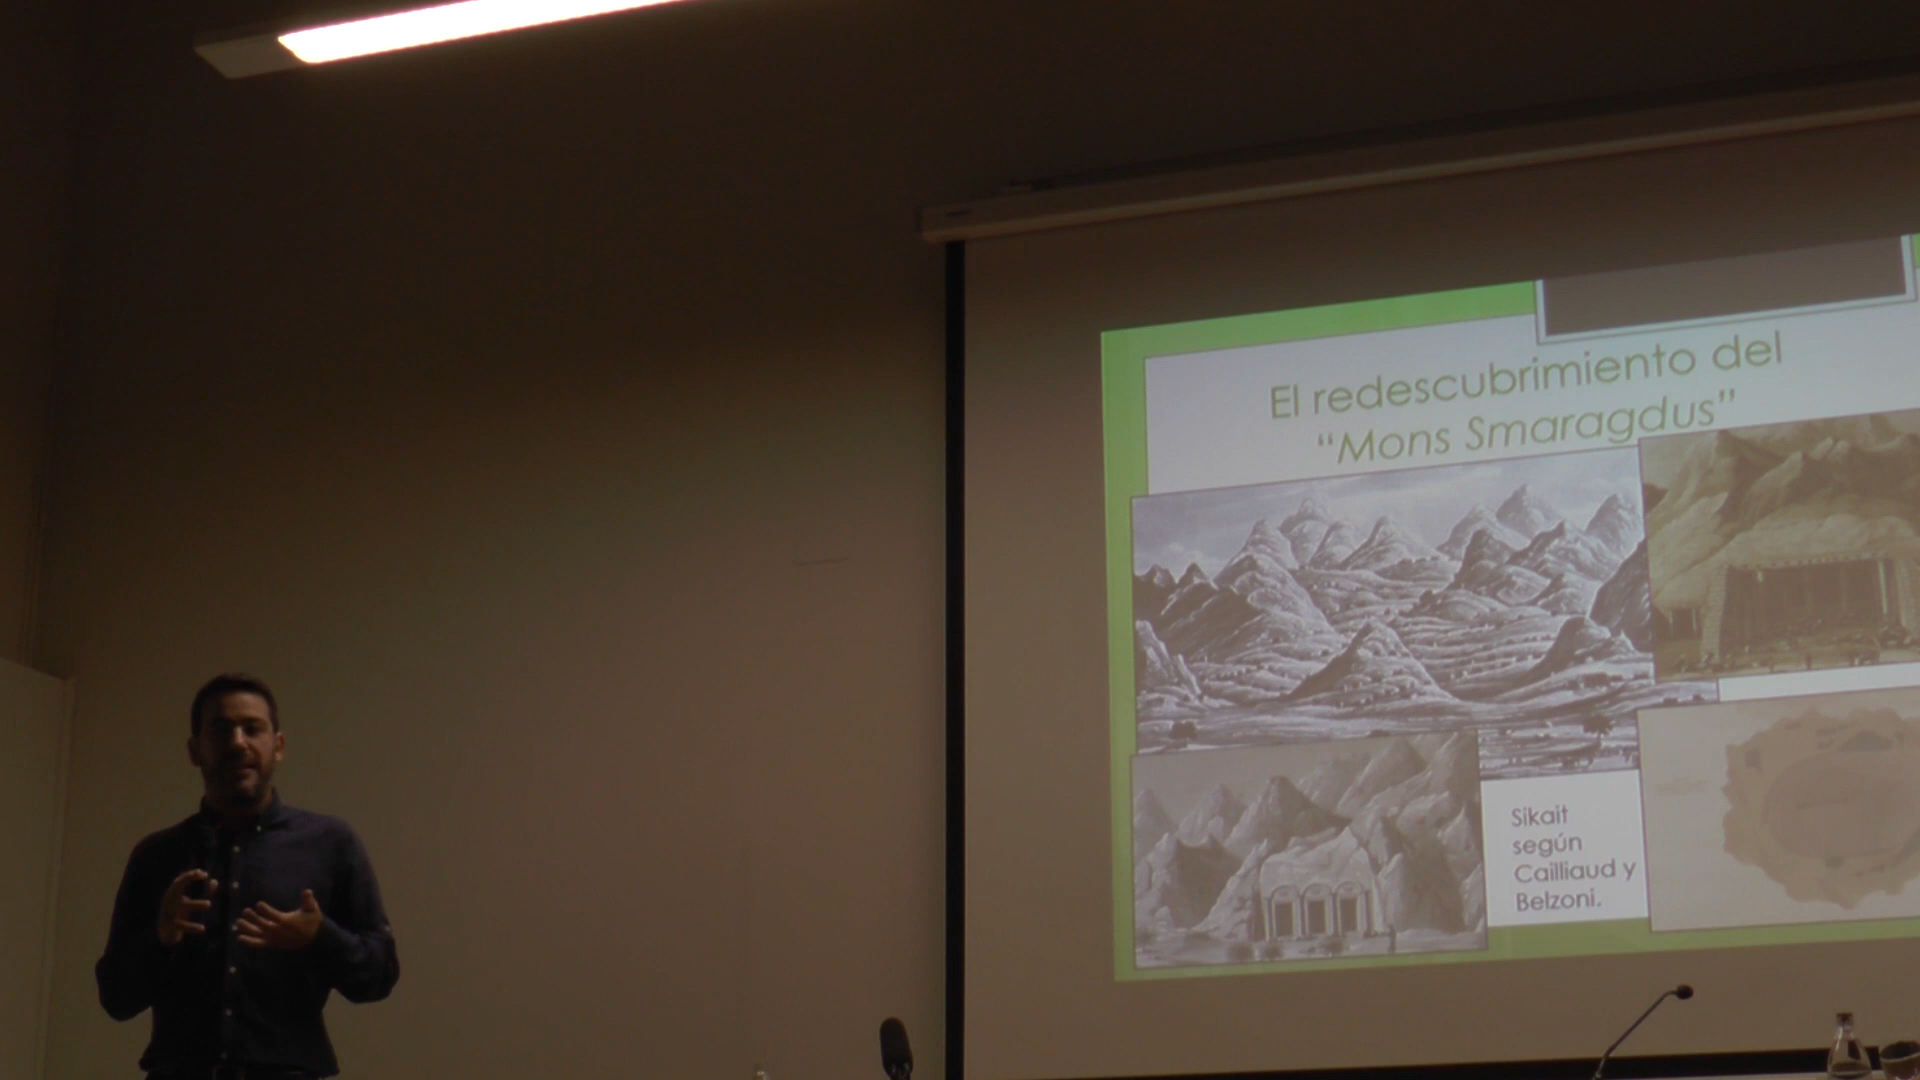 El redescubrimiento del
“Mons Smaragdus”
Sikait
según
Cailliaud y
Belzoni.